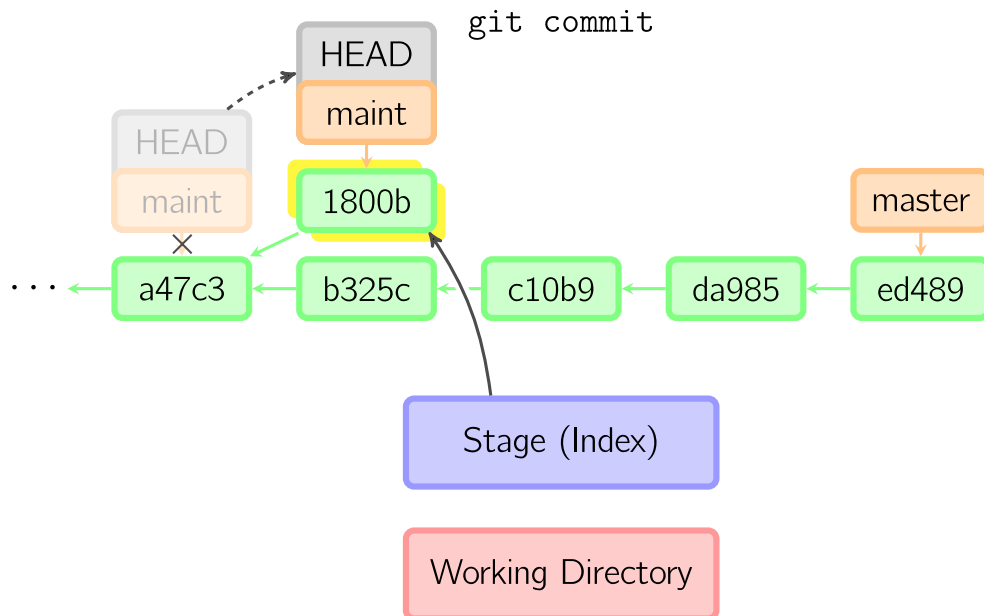 git commit
HEAD
maint
HEAD
maint
1800b
master
... a47c3 b325c c10b9 da985 ed489
Stage (Index)
Working Directory